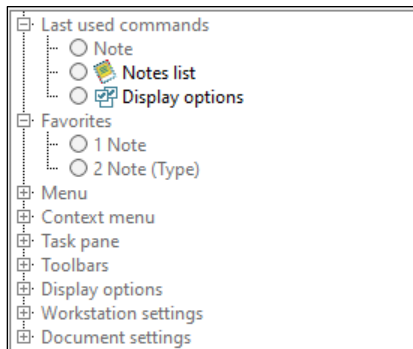 Last used commands
Note
Notes list
Display options
Favorites
1 Note
2 Note (Type)
Menu
Context menu
Task pane
Toolbars
Display options
Workstation settings
Document settings